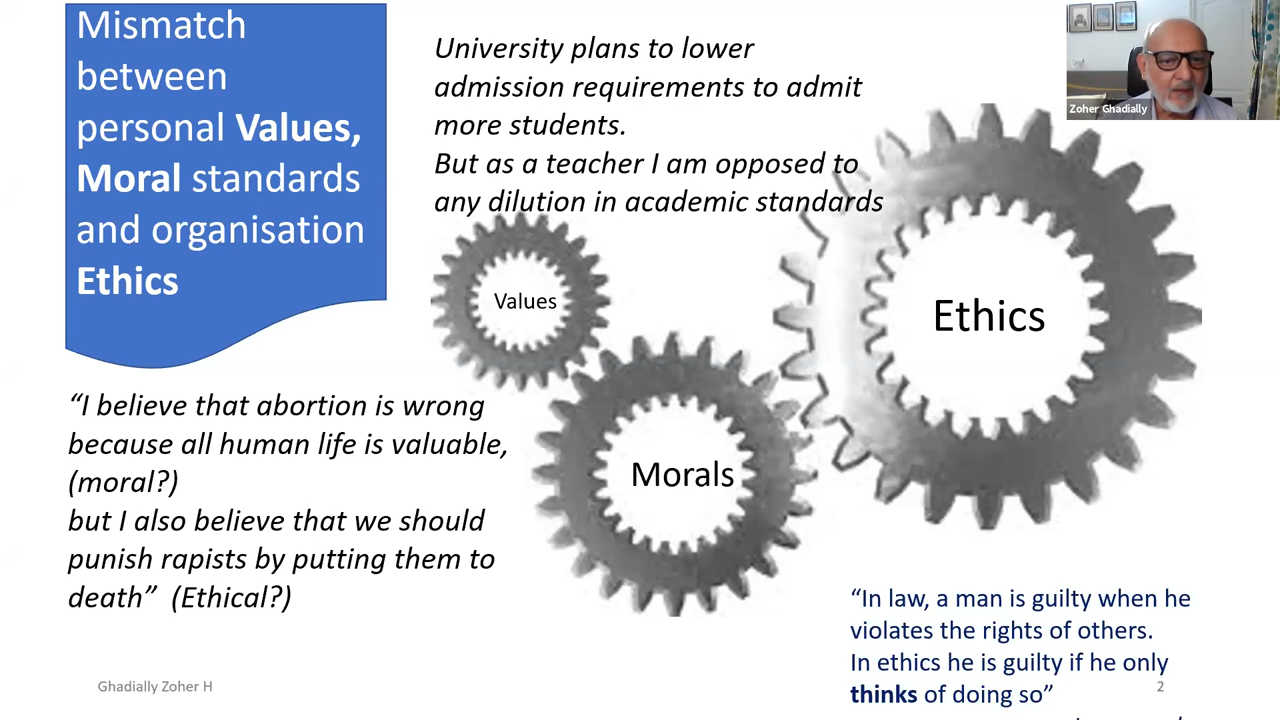 Mismatch
between
personal Values,
Moral standards
and organisation
Ethics
University plans to lower
admission requirements to admit
more students.
But as a teacher I am opposed to
any dilution in academic standards
Zoher Ghadially
Values
Ethics
Morals
“I believe that abortion is wrong
because all human life is valuable,
(moral?)
but I also believe that we should
punish rapists by putting them to
death” (Ethical?)
“In law, a man is guilty when he
violates the rights of others.
In ethics he is guilty if he only
thinks of doing so”
Ghadially Zoher H
2